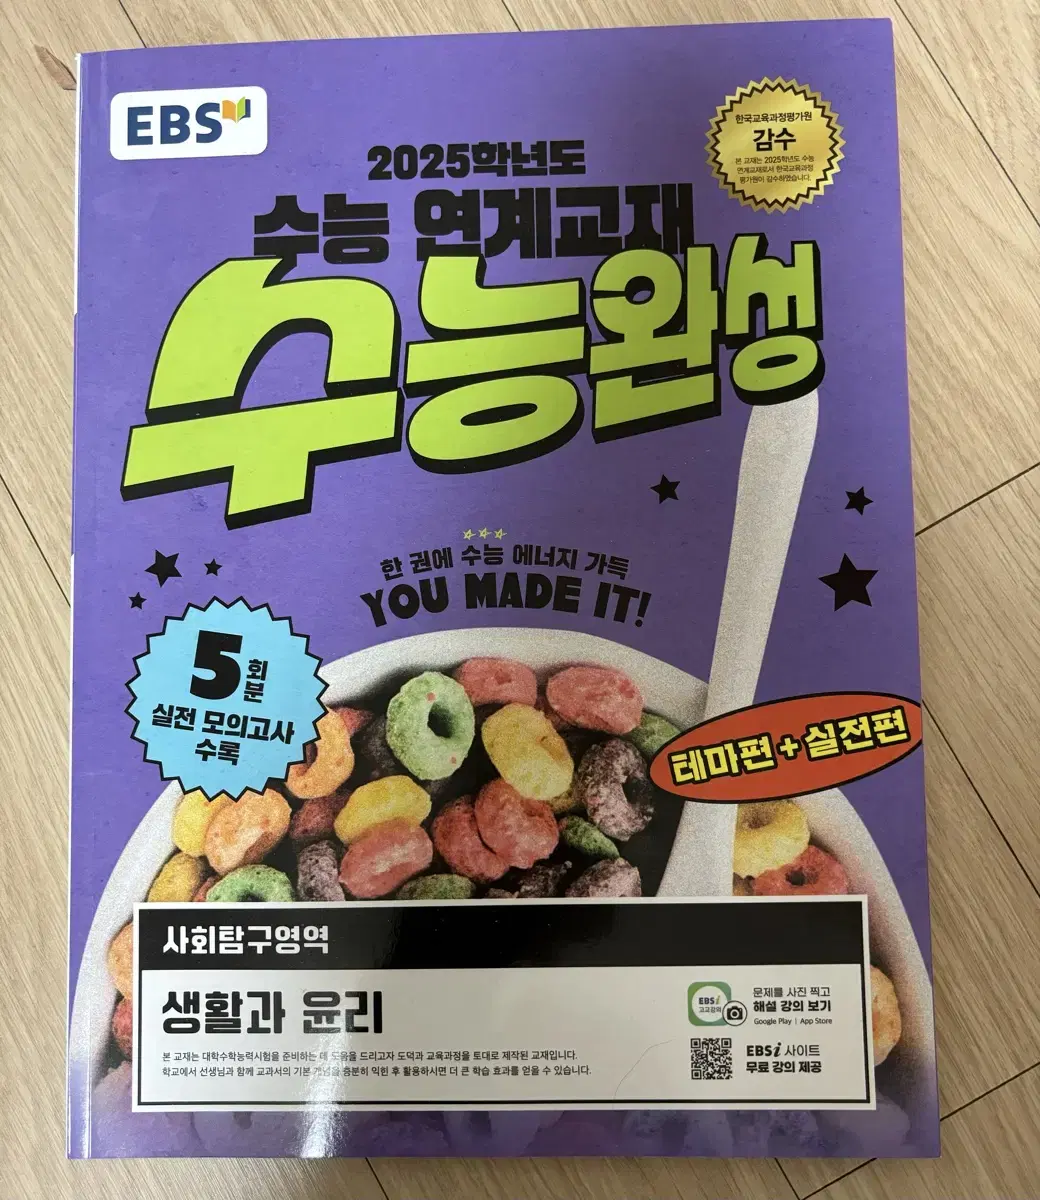 EBS
한국교육과정평가원
감수
본 교재는 2025학년도 수능
연계교재로서 한국교육과정
평가원이 감수하였습니다.
2025학년도
수능 연계교재
수능완성
한 권에 수능 에너지 가득
YOU MADE IT!
5회분
실전 모의고사
수록
테마편 + 실전편
사회탐구영역
생활과 윤리
본 교재는 대학수학능력시험을 준비하는 데 도움을 드리고자 도덕과 교육과정을 토대로 제작된 교재입니다.
학교에서 선생님과 함께 교과서의 기본 개념을 충분히 익힌 후 활용하시면 더 큰 학습 효과를 얻을 수 있습니다.
EBSi
고교강의
문제를 사진 찍고
해설 강의 보기
Google Play | App Store
EBSi 사이트
무료 강의 제공